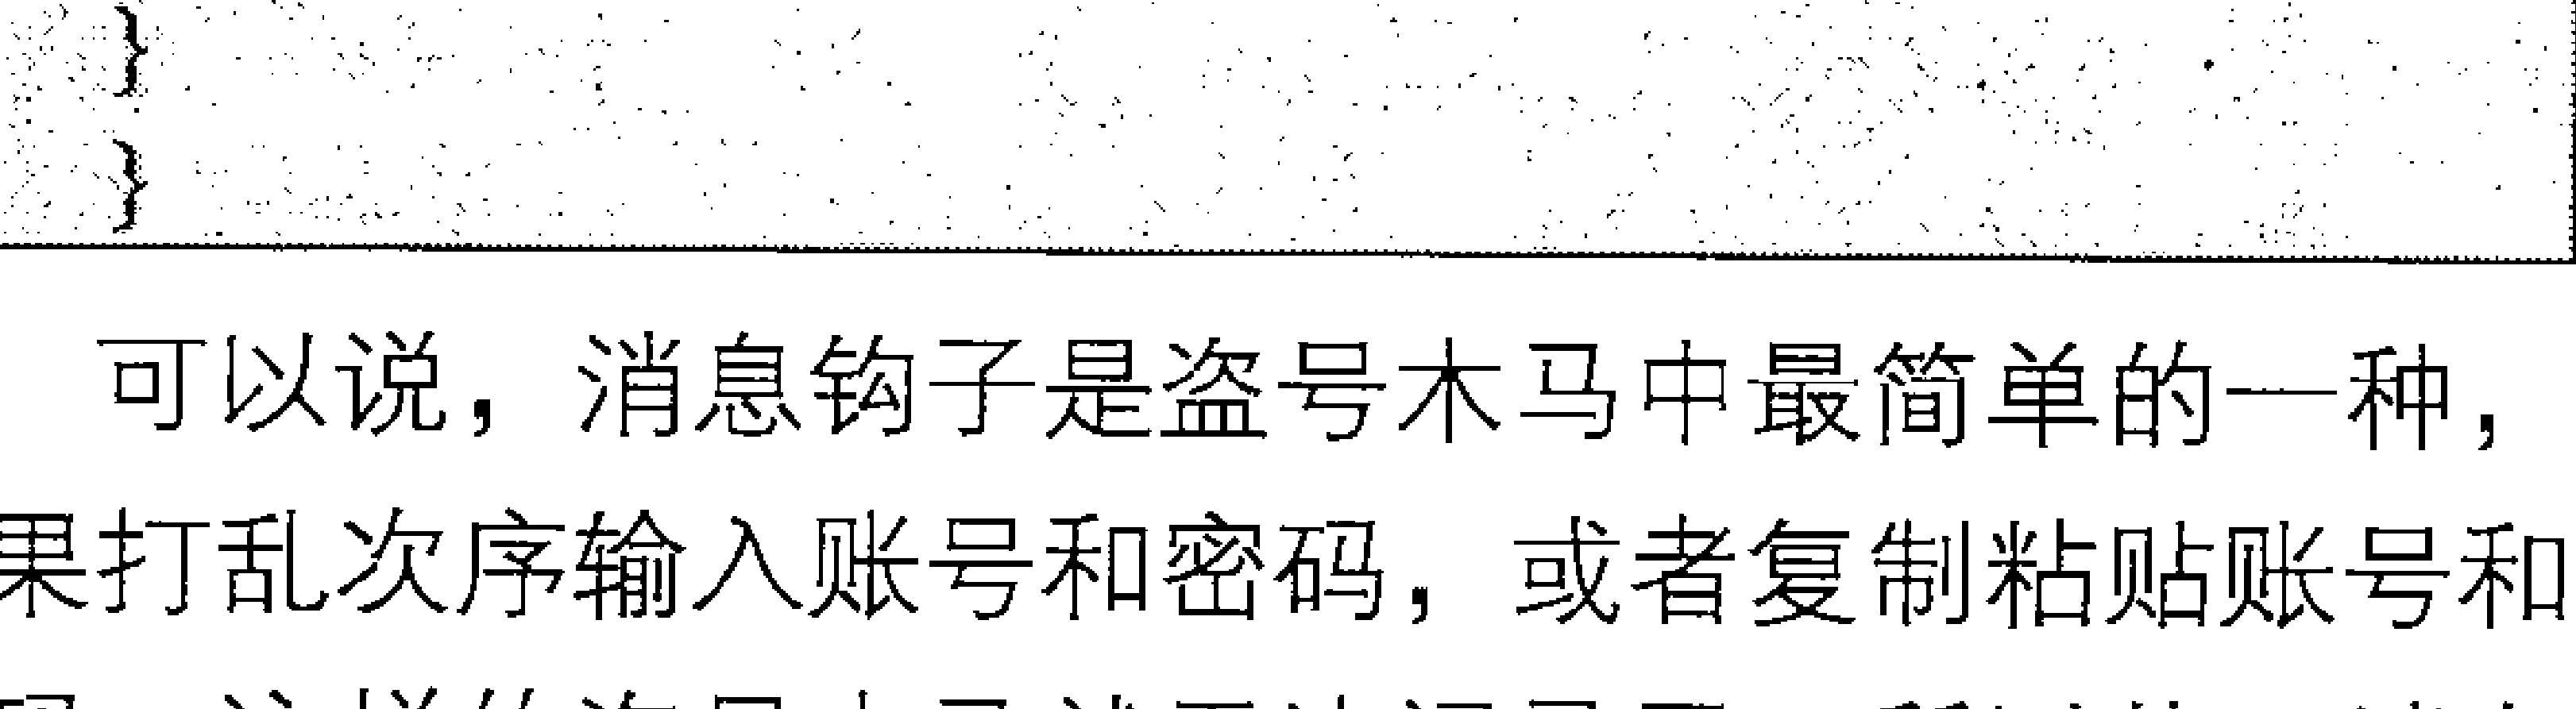 }
}
可以说，消息钩子是盗号木马中最简单的一种，
果打乱次序输入账号和密码，或者复制粘贴账号和